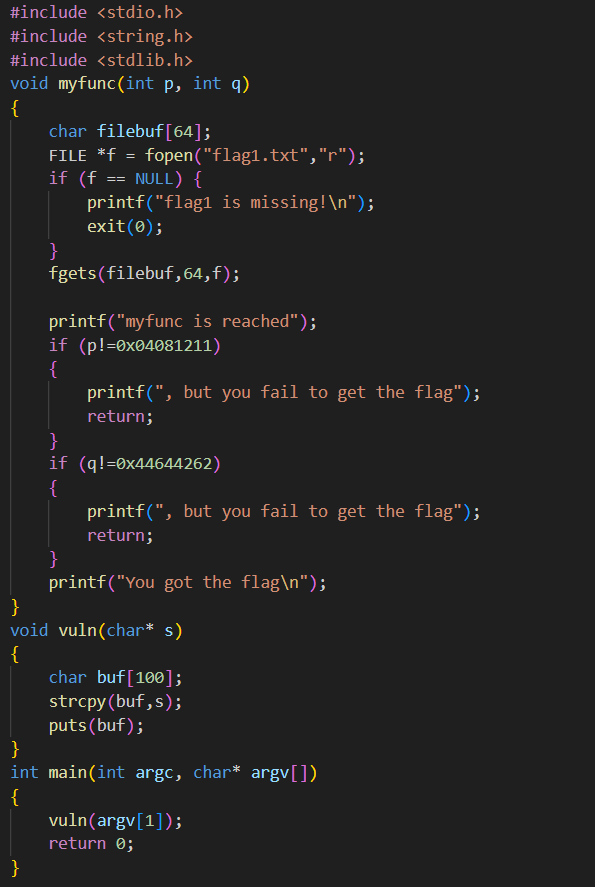 #include <stdio.h>
#include <string.h>
#include <stdlib.h>
void myfunc(int p, int q)
{
    char filebuf[64];
    FILE *f = fopen("flag1.txt","r");
    if (f == NULL) {
        printf("flag1 is missing!\n");
        exit(0);
    }
    fgets(filebuf,64,f);

    printf("myfunc is reached");
    if (p!=0x04081211)
    {
        printf(", but you fail to get the flag");
        return;
    }
    if (q!=0x44644262)
    {
        printf(", but you fail to get the flag");
        return;
    }
    printf("You got the flag\n");
}
void vuln(char* s)
{
    char buf[100];
    strcpy(buf,s);
    puts(buf);
}
int main(int argc, char* argv[])
{
    vuln(argv[1]);
    return 0;
}